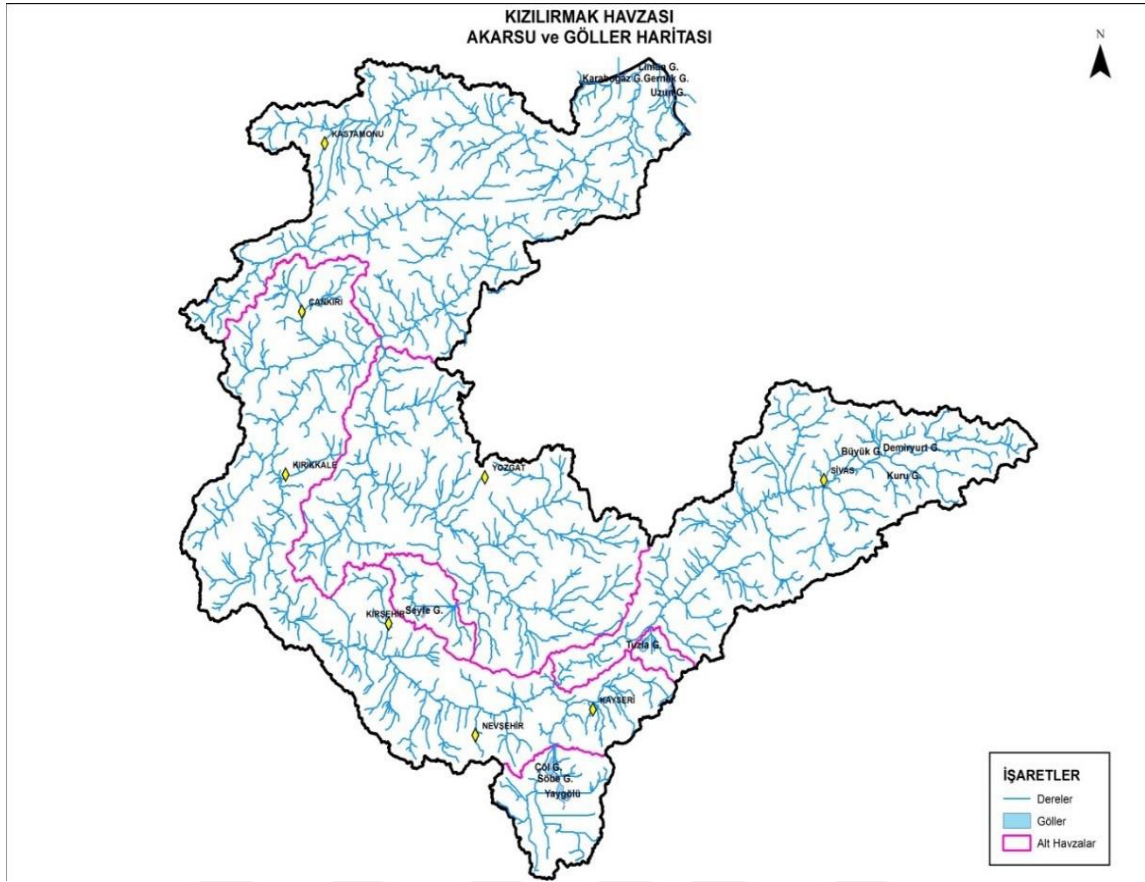 KIZILIRMAK HAVZASI
AKARSU ve GÖLLER HARİTASI
N
Liman G.
Karaboğaz G. Gernek G.
Uzun G.
KASTAMONU
ÇANKIRI
KIRIKKALE
YOZGAT
Büyük G. Demiryurt G.
SİVAS
Kuru G.
Seyfe G.
KIRŞEHİR
Tuzla G.
KAYSERİ
NEVŞEHİR
Çöl G.
Söbe G.
Yaygölü
İŞARETLER
Dereler
Göller
Alt Havzalar